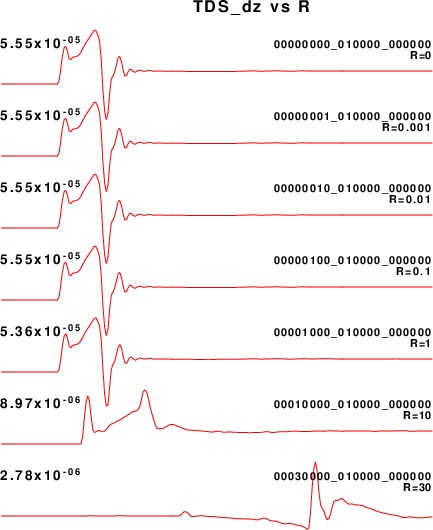 TDS_dz vs R
5.55x10-05
00000000_010000_000000
R=0
5.55x10-05
00000001_010000_000000
R=0.001
5.55x10-05
00000010_010000_000000
R=0.01
5.55x10-05
00000100_010000_000000
R=0.1
5.36x10-05
00001000_010000_000000
R=1
8.97x10-06
00010000_010000_000000
R=10
2.78x10-06
00030000_010000_000000
R=30